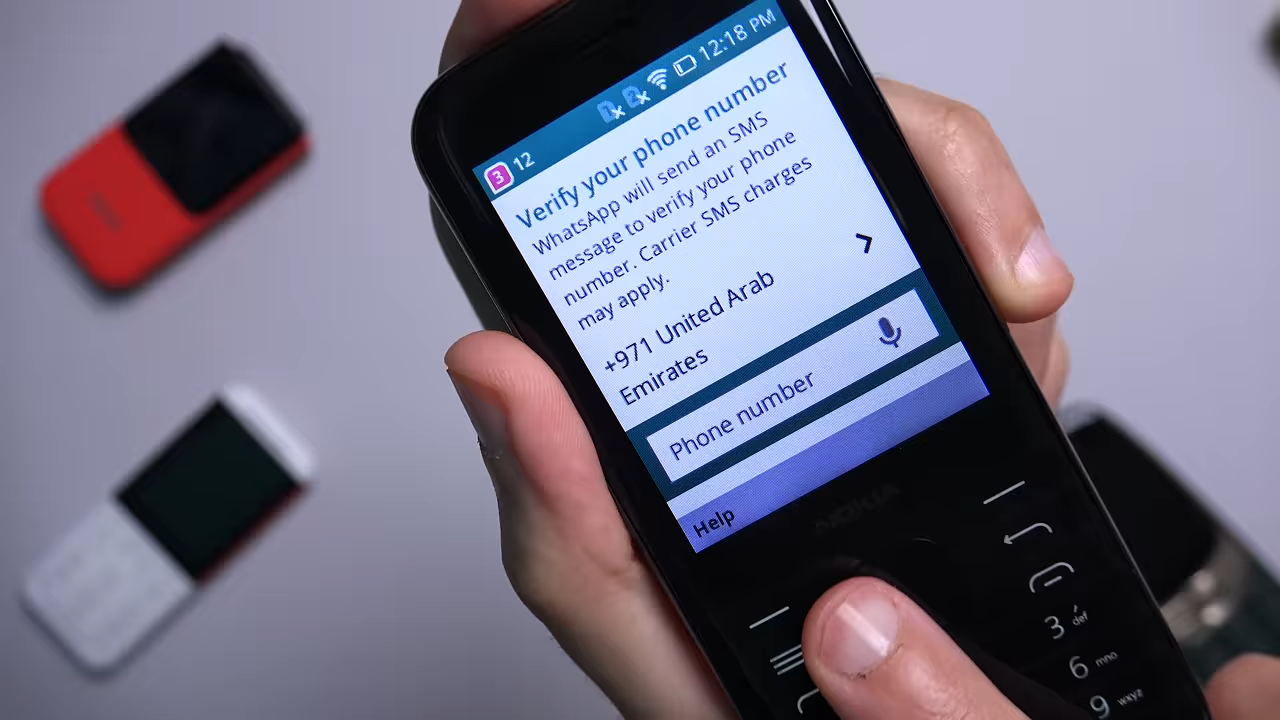 3 12 12:18 PM
Verify your phone number
WhatsApp will send an SMS
message to verify your phone
number. Carrier SMS charges
may apply.
+971 United Arab
Emirates
Phone number
Help
NOKIA
3 def
6 mno
9 wxyz